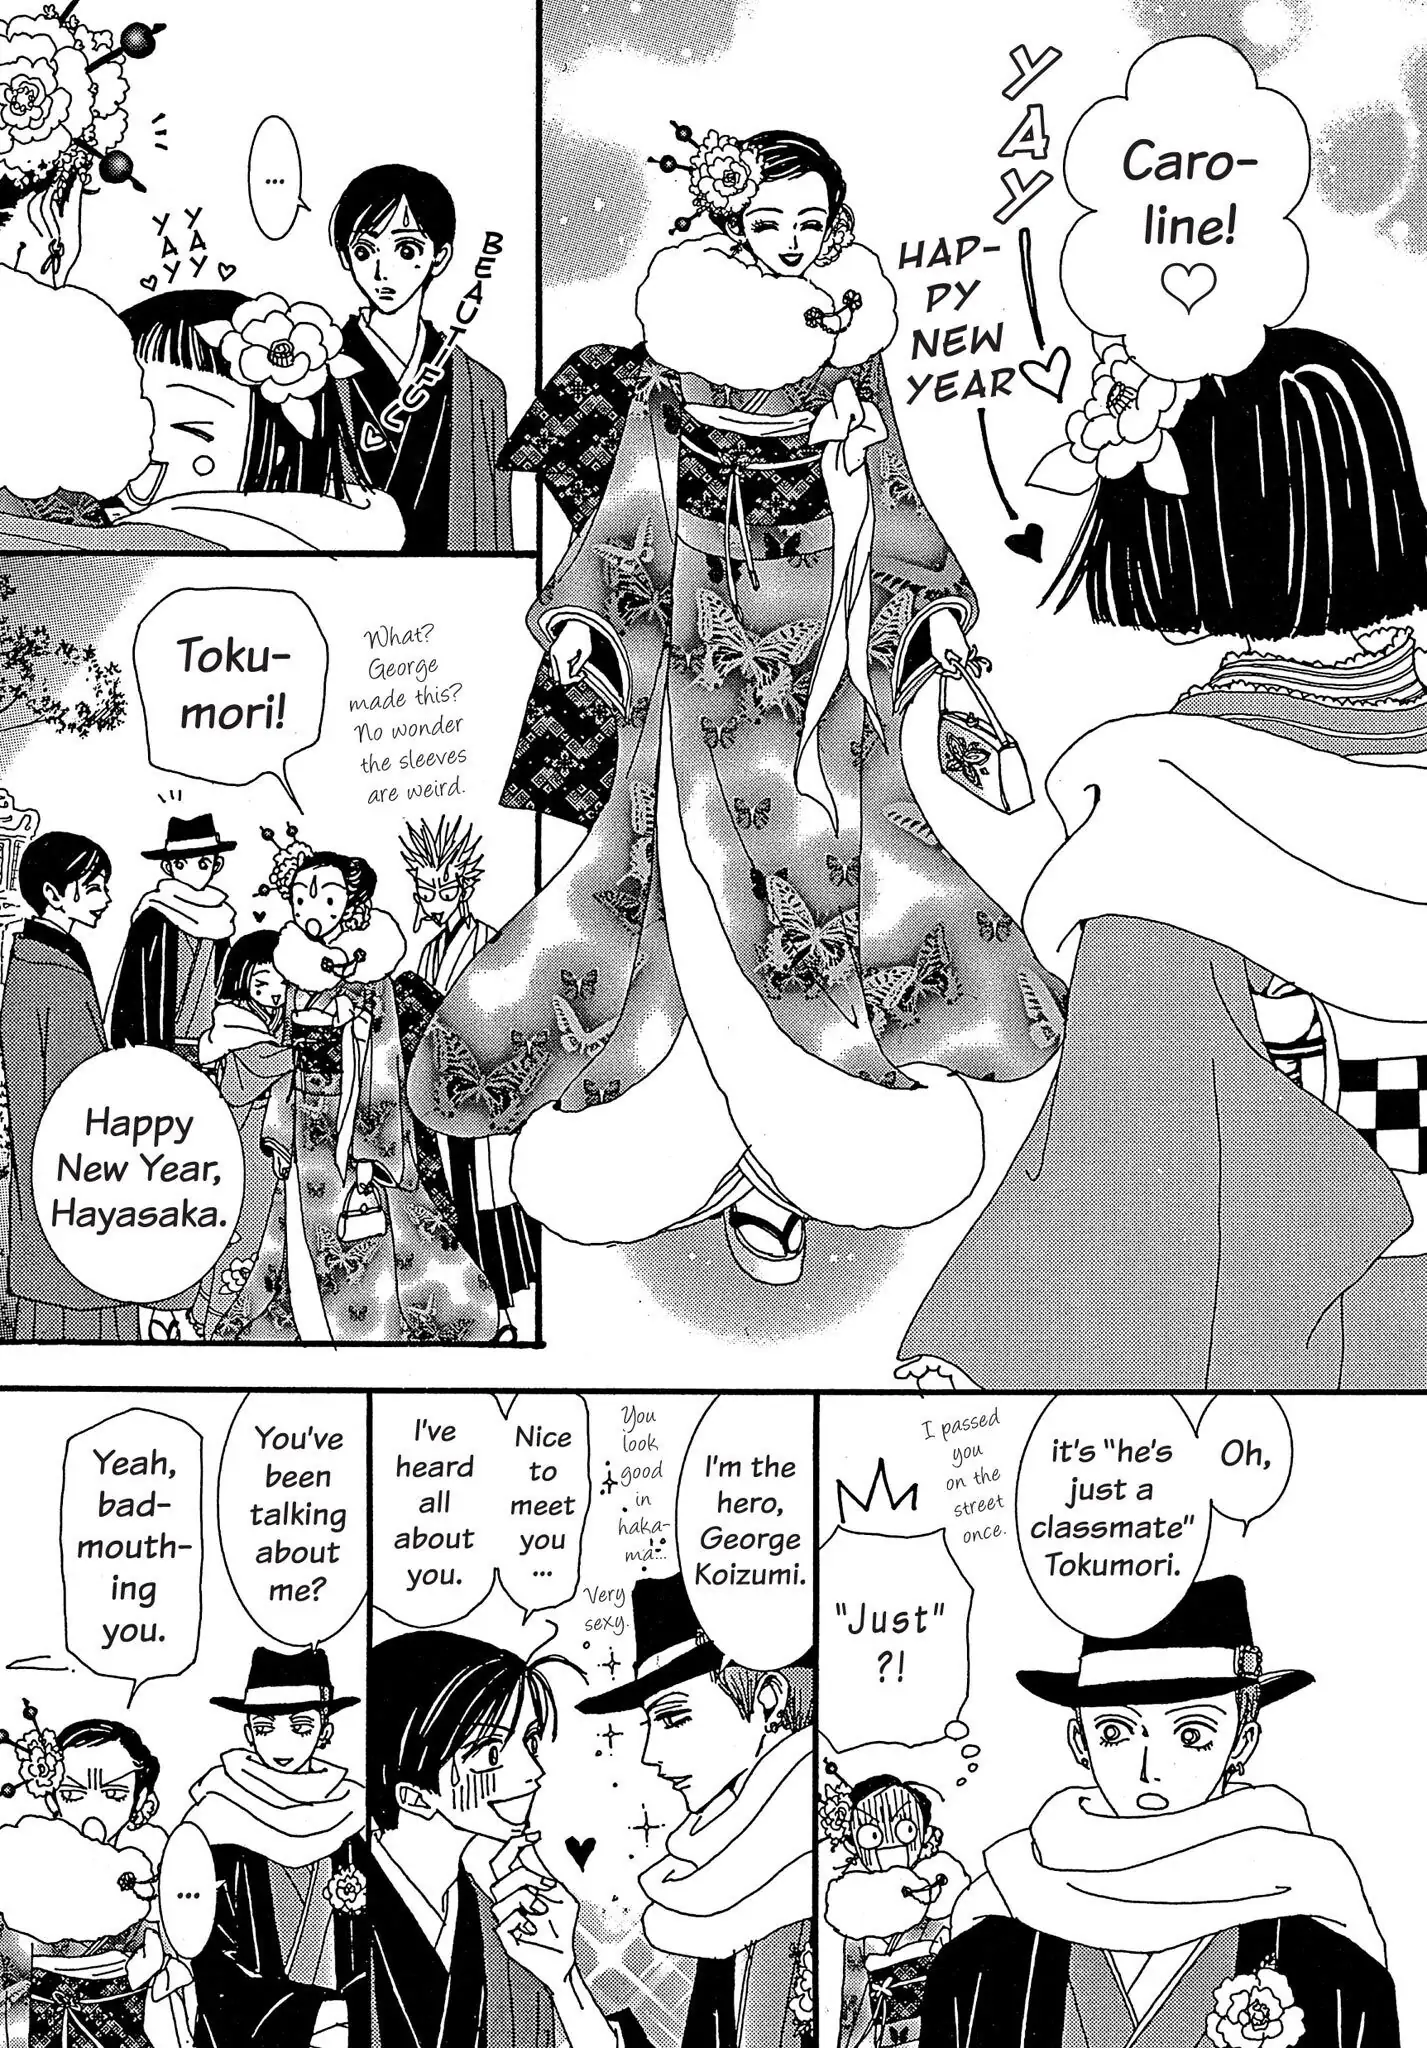 Caro-
line!
YAY
HAP-
PY
NEW
YEAR
...
YAY
YAY
BEAUTIFUL
Toku-
mori!
What?
George
made this?
No wonder
the sleeves
are weird.
Happy
New Year,
Hayasaka.
Oh,
it's "he's
just a
classmate"
Tokumori.
I passed
you
on the
street
once.
"Just"
?!
I'm the
hero,
George
Koizumi.
You
look
good
in
haka-
ma...
Very
sexy.
Nice
to
meet
you
...
I've
heard
all
about
you.
You've
been
talking
about
me?
Yeah,
bad-
mouth-
ing
you.
...